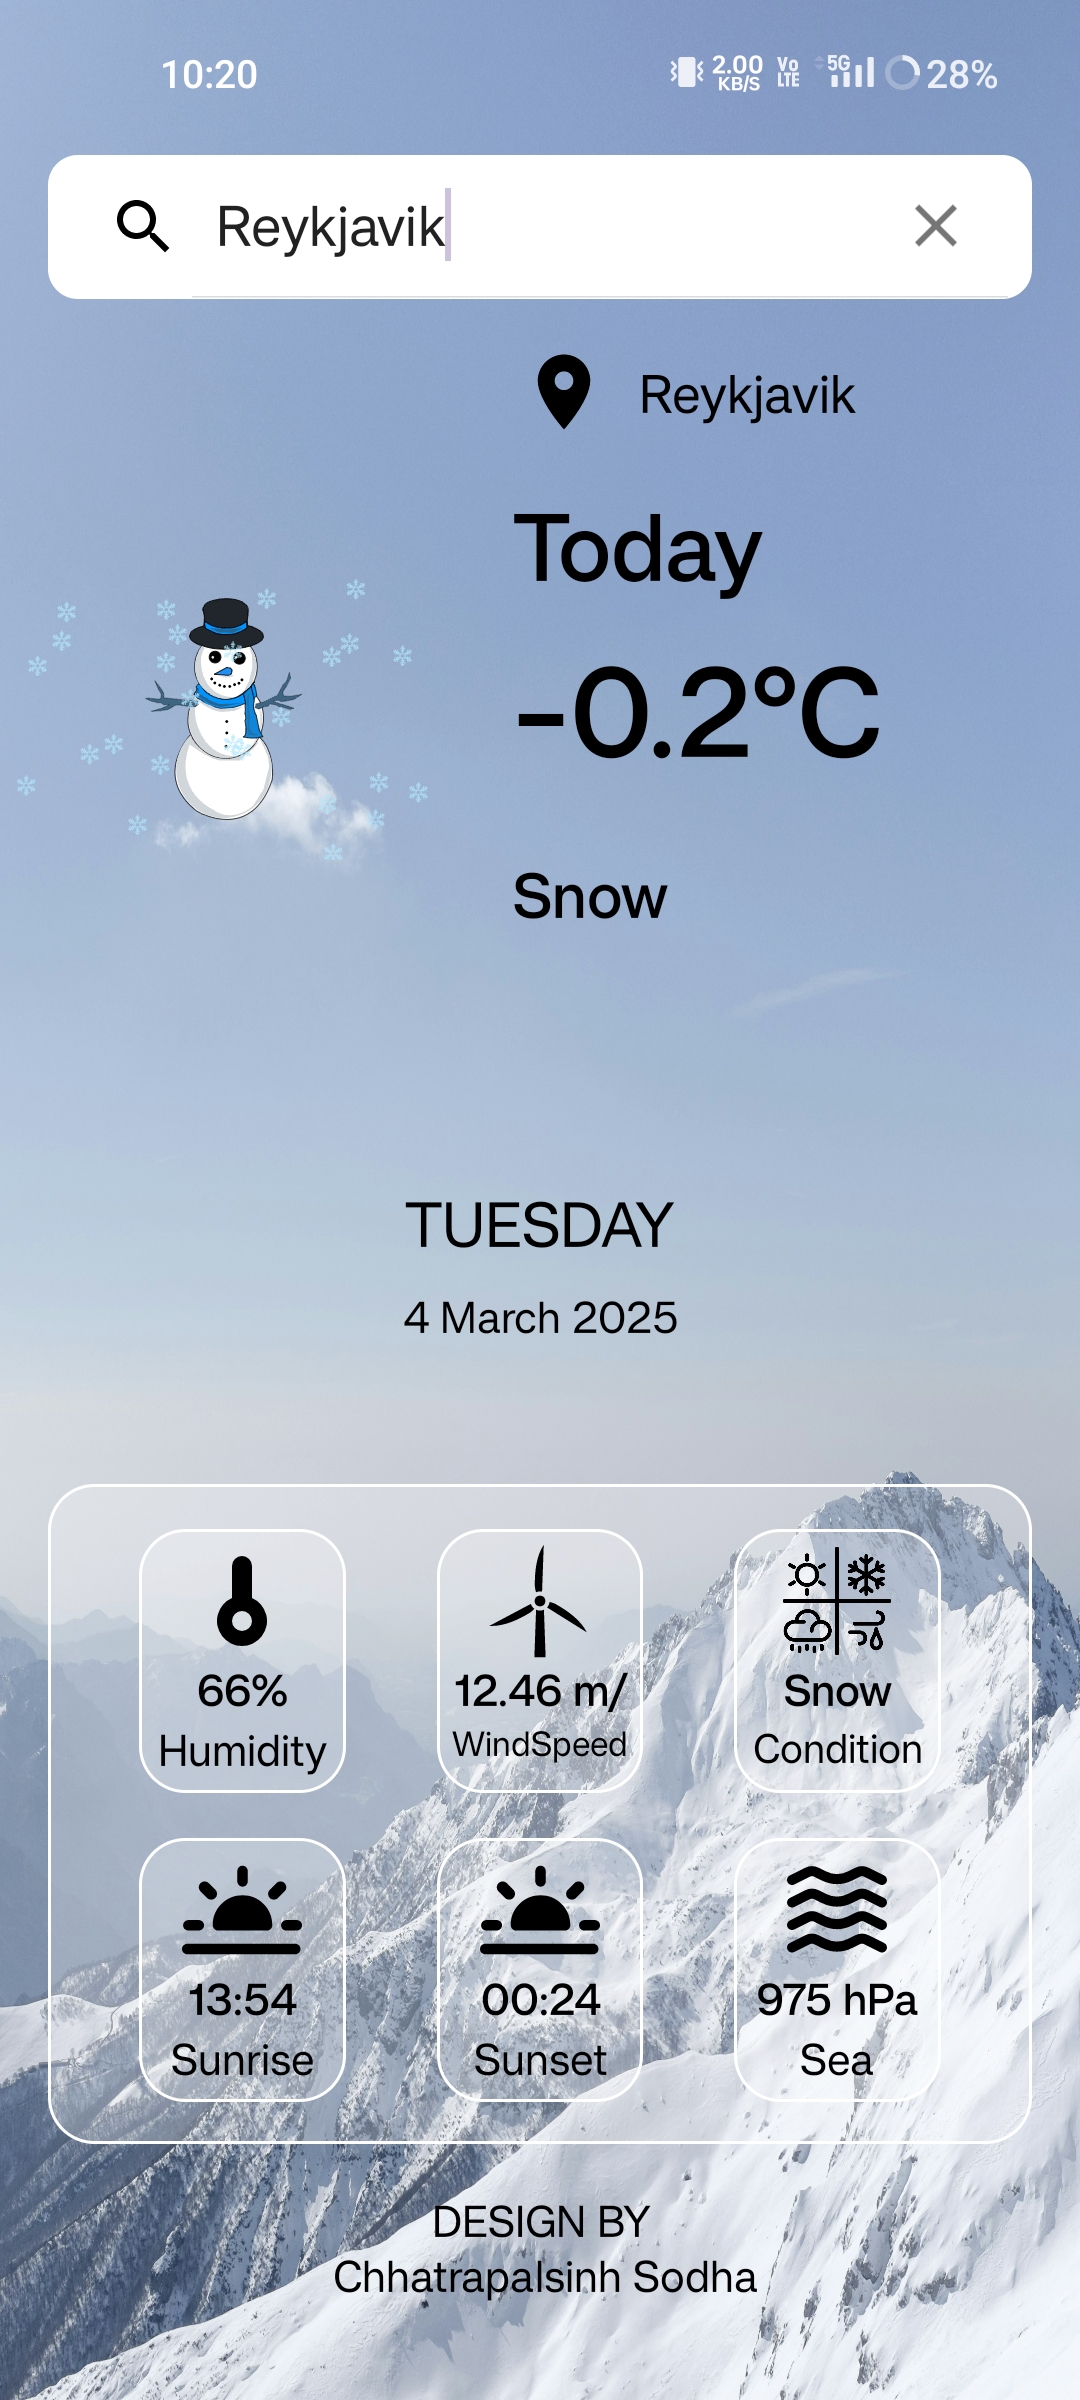 10:20 2.00 KB/S Vo LTE 5G 28%
Reykjavik
Reykjavik
Today
-0.2°C
Snow
TUESDAY
4 March 2025
66% 12.46 m/ Snow
Humidity WindSpeed Condition
13:54 00:24 975 hPa
Sunrise Sunset Sea
DESIGN BY
Chhatrapalsinh Sodha